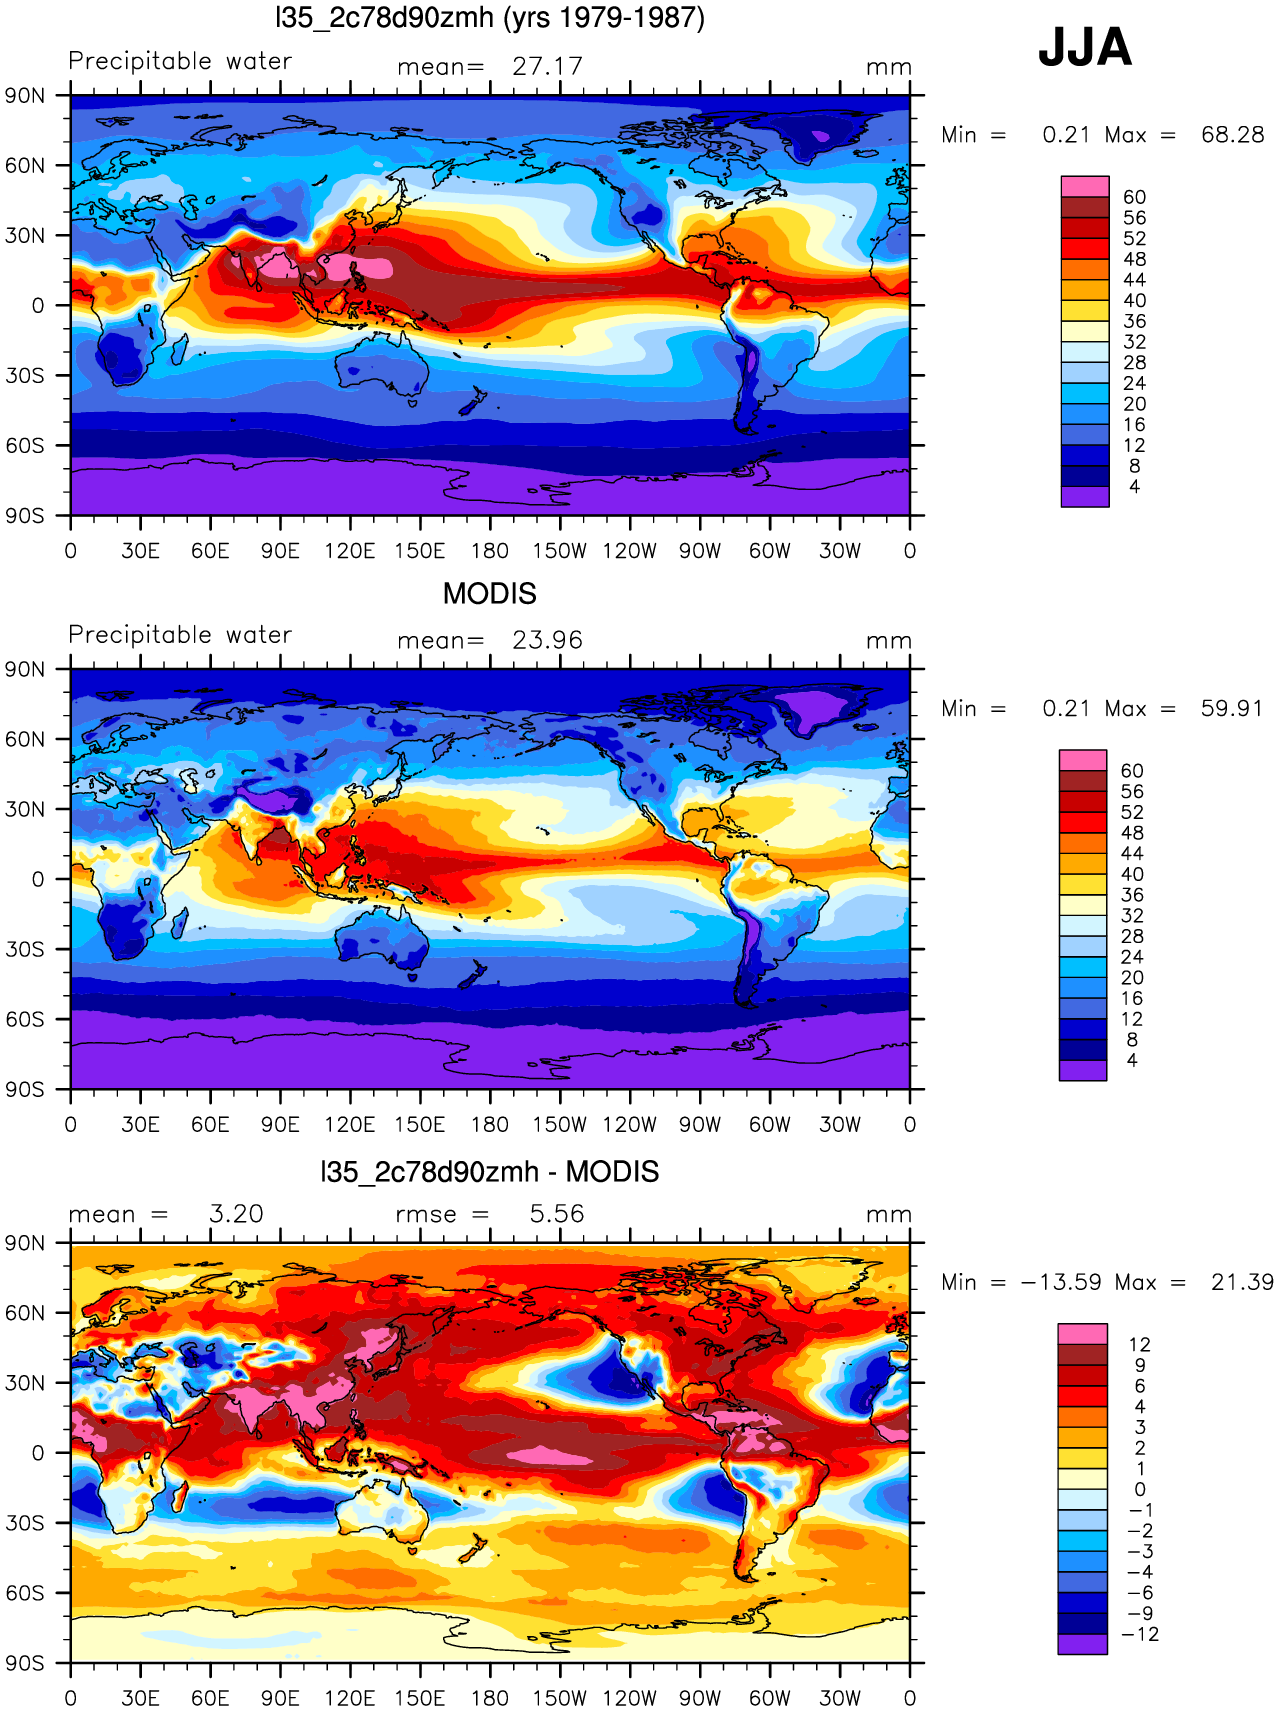 l35_2c78d90zmh (yrs 1979-1987)
JJA
Precipitable water mean= 27.17 mm
Min = 0.21 Max = 68.28
90N
60N
30N
0
30S
60S
90S
0 30E 60E 90E 120E 150E 180 150W 120W 90W 60W 30W 0
60
56
52
48
44
40
36
32
28
24
20
16
12
8
4
MODIS
Precipitable water mean= 23.96 mm
Min = 0.21 Max = 59.91
90N
60N
30N
0
30S
60S
90S
0 30E 60E 90E 120E 150E 180 150W 120W 90W 60W 30W 0
60
56
52
48
44
40
36
32
28
24
20
16
12
8
4
l35_2c78d90zmh - MODIS
mean = 3.20 rmse = 5.56 mm
Min = −13.59 Max = 21.39
90N
60N
30N
0
30S
60S
90S
0 30E 60E 90E 120E 150E 180 150W 120W 90W 60W 30W 0
12
9
6
4
3
2
1
0
−1
−2
−3
−4
−6
−9
−12